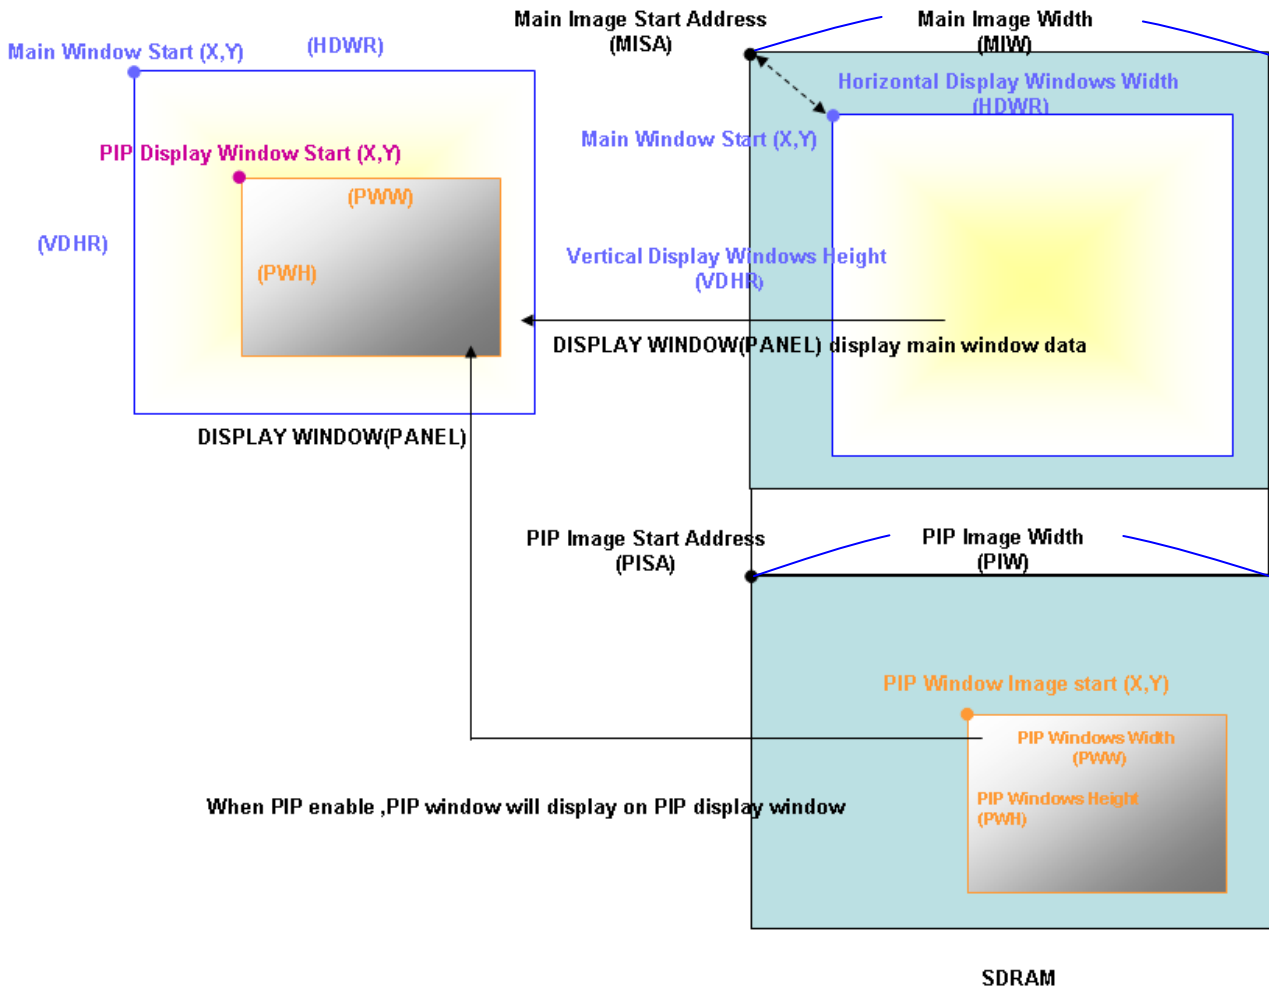 Main Image Start Address
(MISA)
Main Image Width
(MIW)
(HDWR)
Main Window Start (X,Y)
Horizontal Display Windows Width
(HDWR)
Main Window Start (X,Y)
PIP Display Window Start (X,Y)
(PWW)
(VDHR)
(PWH)
Vertical Display Windows Height
(VDHR)
DISPLAY WINDOW(PANEL) display main window data
DISPLAY WINDOW(PANEL)
PIP Image Start Address
(PISA)
PIP Image Width
(PIW)
PIP Window Image start (X,Y)
PIP Windows Width
(PWW)
PIP Windows Height
(PWH)
When PIP enable ,PIP window will display on PIP display window
SDRAM